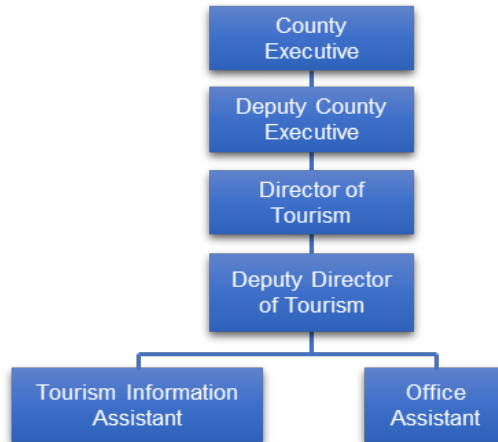 County
Executive
Deputy County
Executive
Director of
Tourism
Deputy Director
of Tourism
Tourism Information
Assistant
Office
Assistant